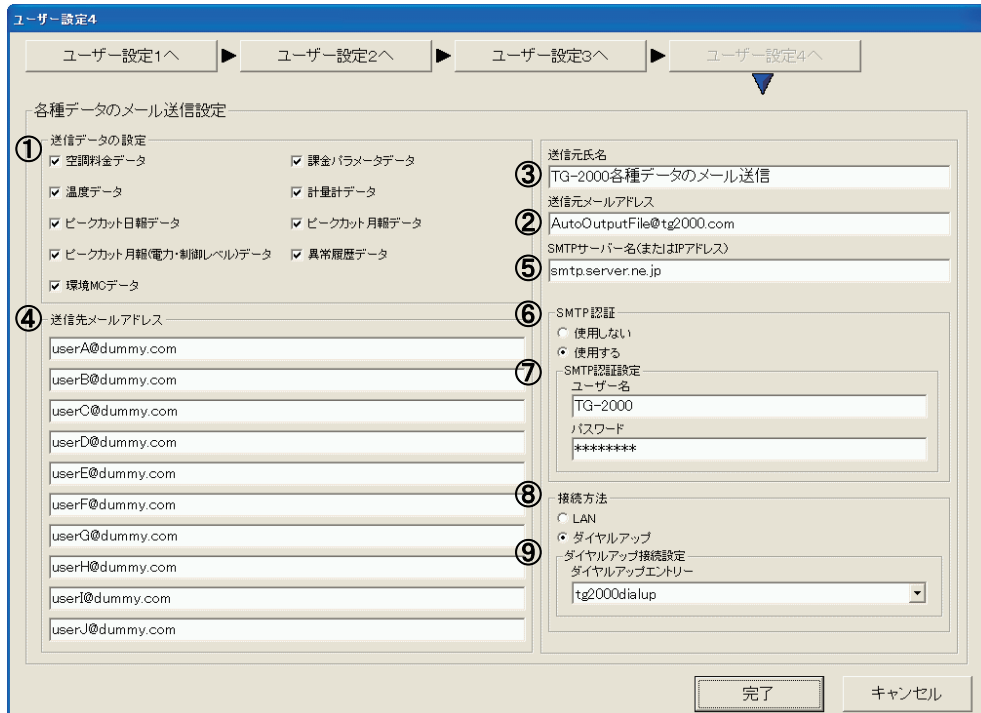 ユーザー設定4
ユーザー設定1へ
ユーザー設定2へ
ユーザー設定3へ
ユーザー設定4へ
各種データのメール送信設定
①
送信データの設定
空調料金データ
課金パラメータデータ
温度データ
計量計データ
ピークカット日報データ
ピークカット月報データ
ピークカット月報(電力・制御レベル)データ
異常履歴データ
環境MCデータ
④
送信先メールアドレス
userA@dummy.com
userB@dummy.com
userC@dummy.com
userD@dummy.com
userE@dummy.com
userF@dummy.com
userG@dummy.com
userH@dummy.com
userI@dummy.com
userJ@dummy.com
送信元氏名
③
TG-2000各種データのメール送信
送信元メールアドレス
②
AutoOutputFile@tg2000.com
SMTPサーバー名(またはIPアドレス)
⑤
smtp.server.ne.jp
⑥
SMTP認証
使用しない
使用する
⑦
SMTP認証設定
ユーザー名
TG-2000
パスワード
********
⑧
接続方法
LAN
ダイヤルアップ
⑨
ダイヤルアップ接続設定
ダイヤルアップエントリー
tg2000dialup
完了
キャンセル